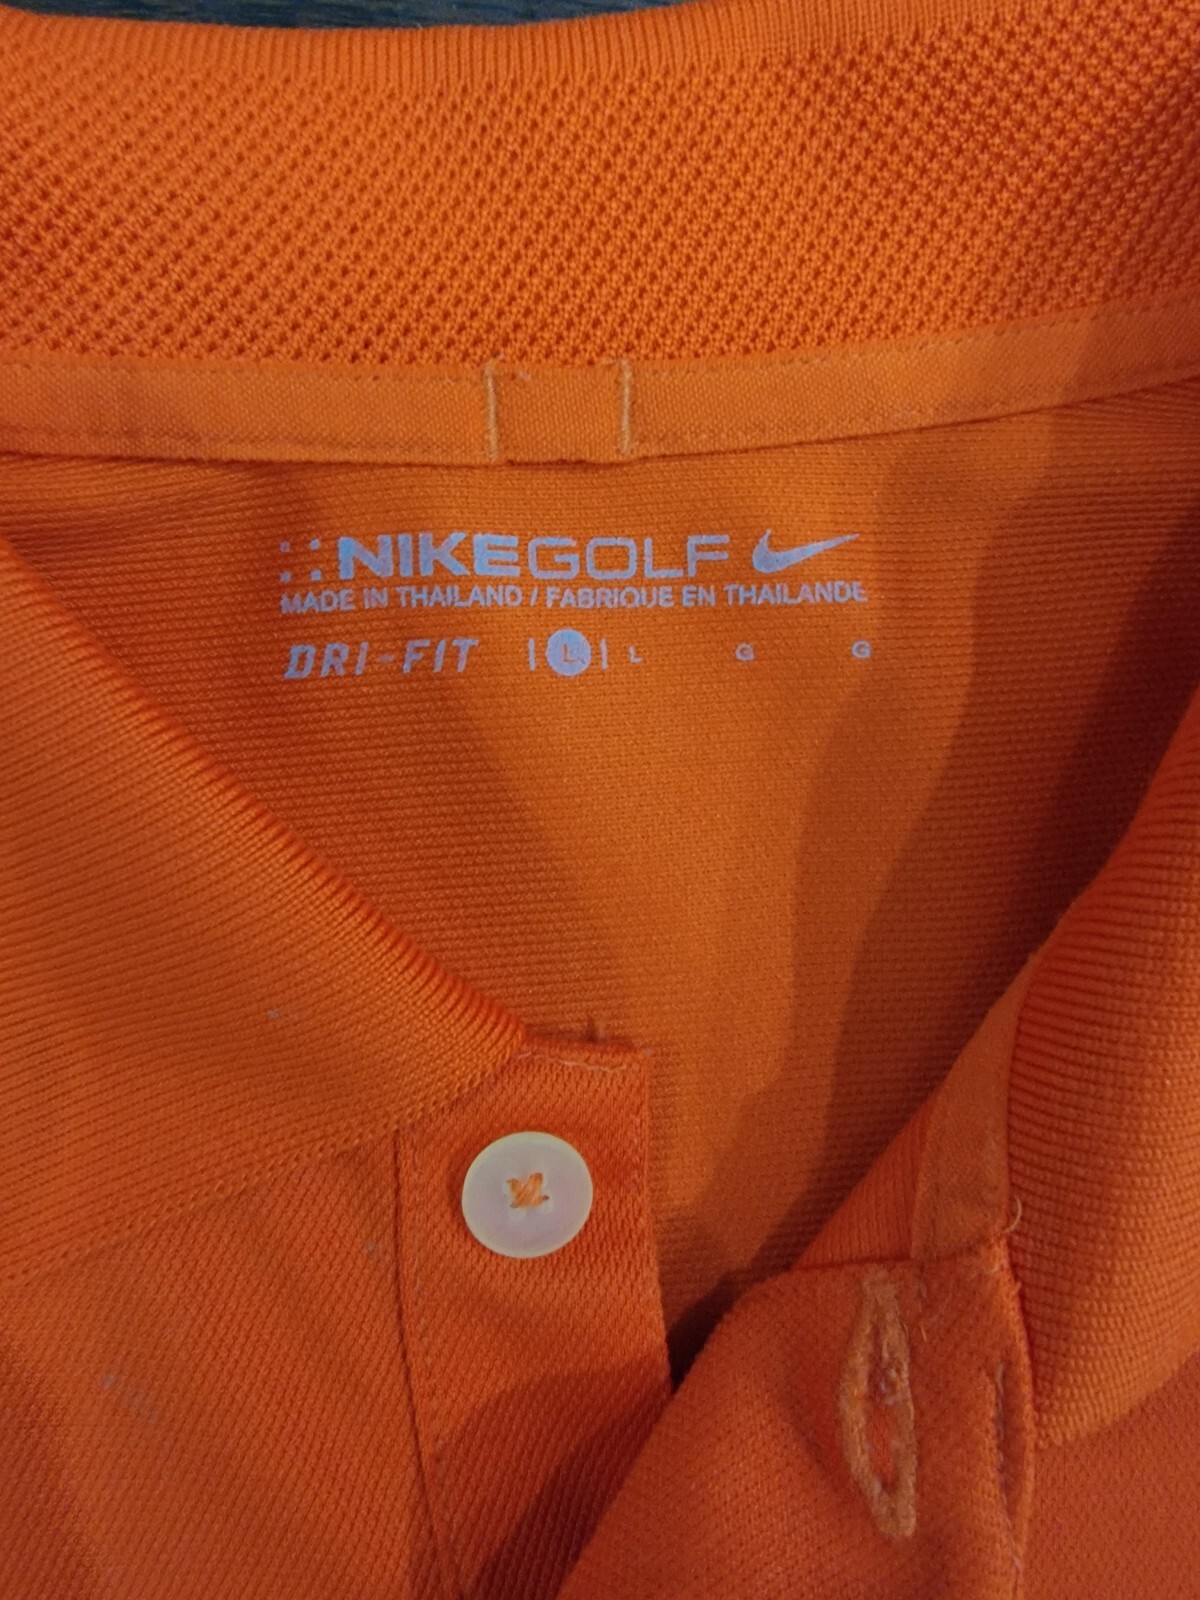 NIKEGOLF
MADE IN THAILAND / FABRIQUE EN THAILANDE
DRI-FIT | L | L G G